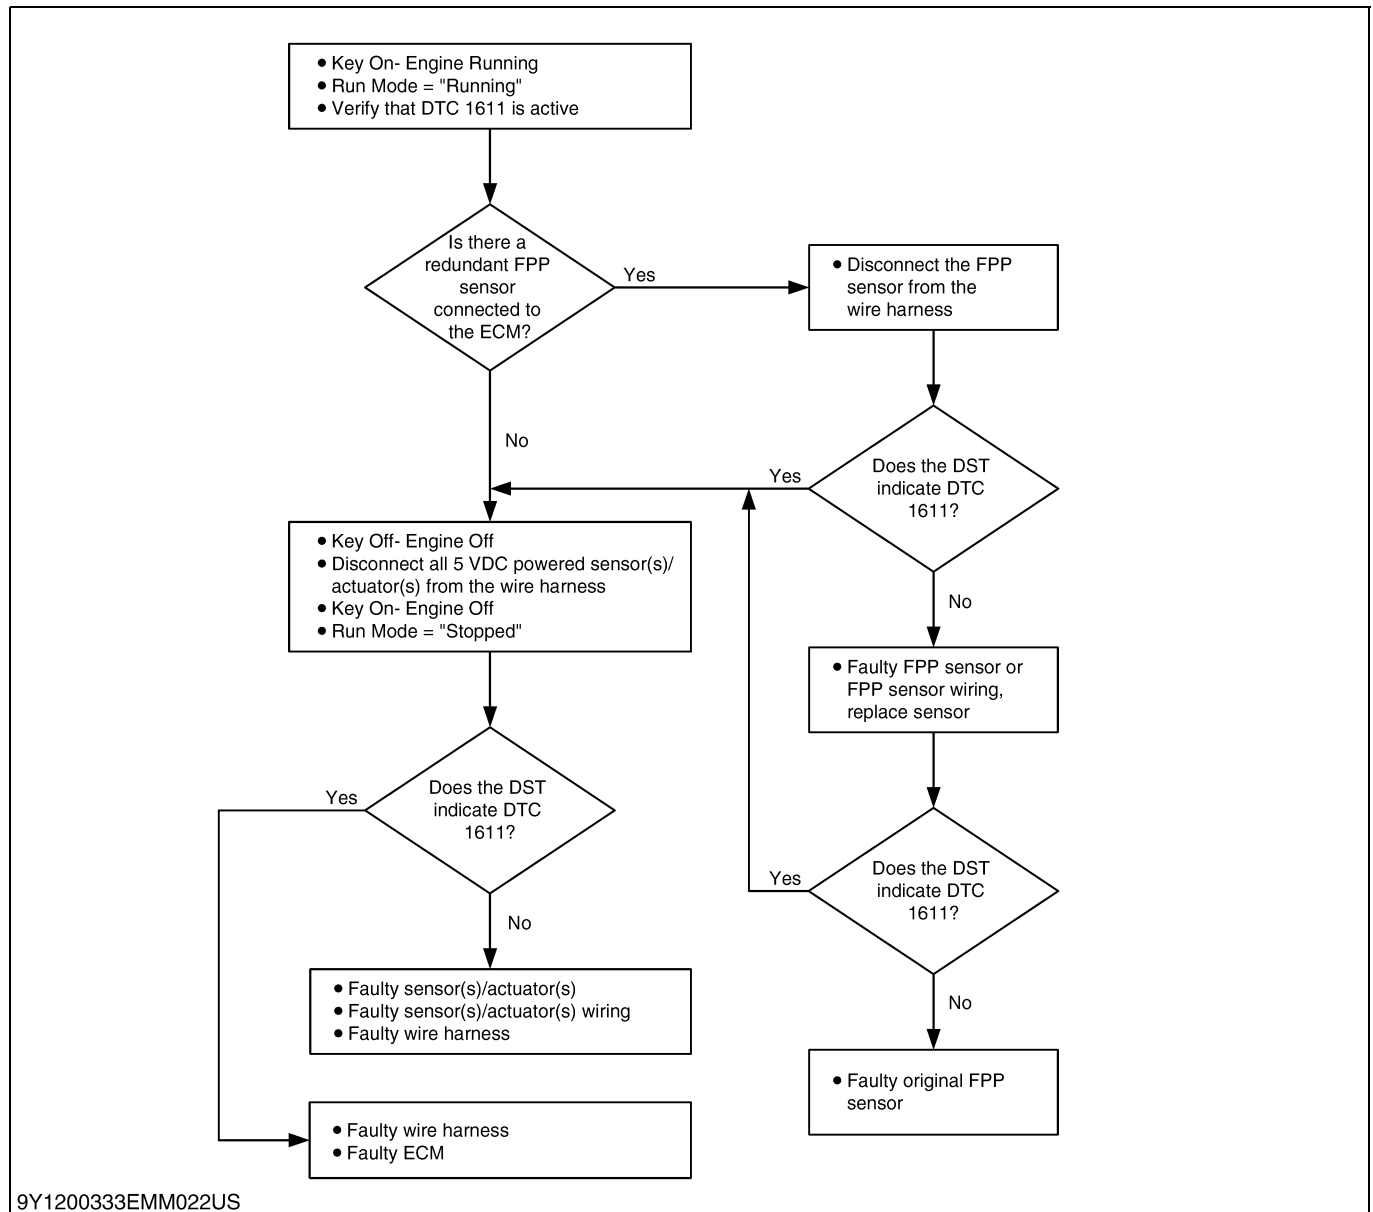 ● Key On- Engine Running
● Run Mode = "Running"
● Verify that DTC 1611 is active
Is there a
redundant FPP
sensor
connected to
the ECM?
Yes
● Disconnect the FPP
sensor from the
wire harness
No
Does the DST
indicate DTC
1611?
Yes
No
● Key Off- Engine Off
● Disconnect all 5 VDC powered sensor(s)/
actuator(s) from the wire harness
● Key On- Engine Off
● Run Mode = "Stopped"
● Faulty FPP sensor or
FPP sensor wiring,
replace sensor
Does the DST
indicate DTC
1611?
Yes
No
Does the DST
indicate DTC
1611?
Yes
No
● Faulty sensor(s)/actuator(s)
● Faulty sensor(s)/actuator(s) wiring
● Faulty wire harness
● Faulty original FPP
sensor
● Faulty wire harness
● Faulty ECM
9Y1200333EMM022US